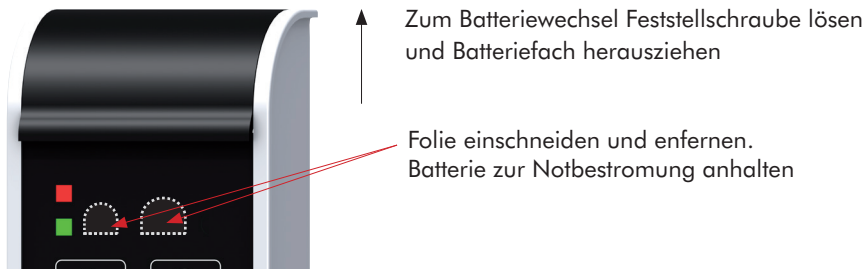 Zum Batteriewechsel Feststellschraube lösen
und Batteriefach herausziehen
Folie einschneiden und enfernen.
Batterie zur Notbestromung anhalten